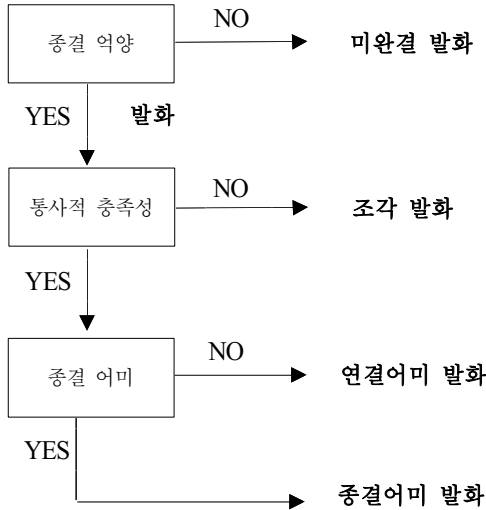 NO
종결 억양
미완결 발화
YES 발화
NO
통사적 충족성
조각 발화
YES
NO
종결 어미
연결어미 발화
YES
종결어미 발화